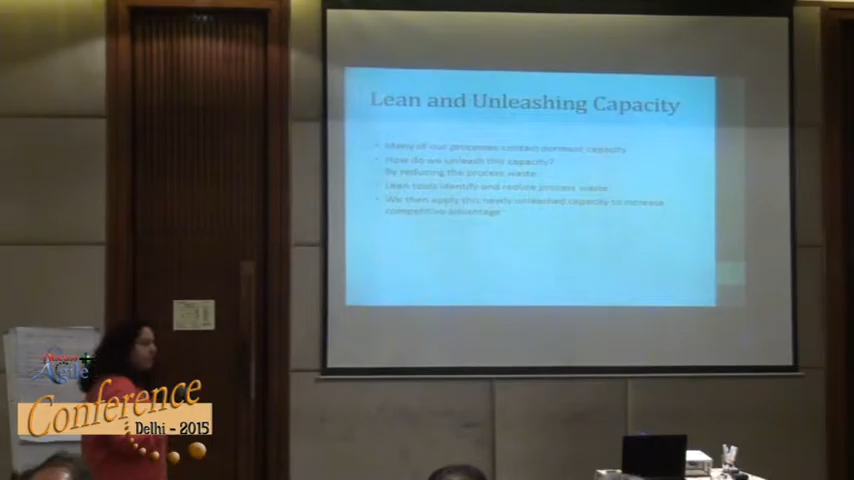 Lean and Unleashing Capacity
• Many of our processes contain dormant capacity
• How do we unleash this capacity?
By reducing the process waste
• Lean tools identify and reduce process waste
• We then apply this newly unleashed capacity to increase
competitive advantage
Agile
Conference
Delhi - 2015